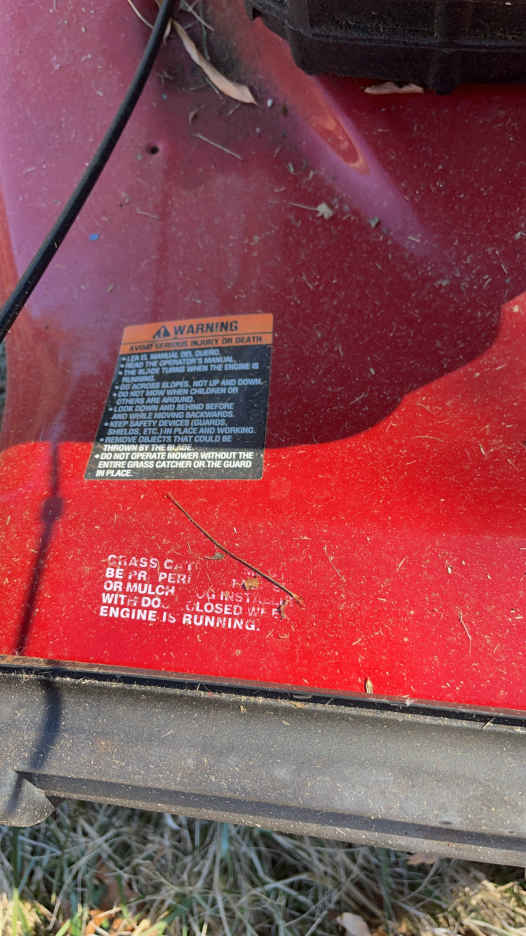 WARNING
AVOID SERIOUS INJURY OR DEATH
• LEA EL MANUAL DEL DUEÑO.
• READ THE OPERATOR'S MANUAL.
• THE BLADE TURNS WHEN THE ENGINE IS
RUNNING.
• GO ACROSS SLOPES, NOT UP AND DOWN.
• DO NOT MOW WHEN CHILDREN OR
OTHERS ARE AROUND.
• LOOK DOWN AND BEHIND BEFORE
AND WHILE MOVING BACKWARDS.
• KEEP SAFETY DEVICES (GUARDS,
SHIELDS, ETC.) IN PLACE AND WORKING.
• REMOVE OBJECTS THAT COULD BE
THROWN BY THE BLADE.
• DO NOT OPERATE MOWER WITHOUT THE
ENTIRE GRASS CATCHER OR THE GUARD
IN PLACE.
GRASS
BE
OR MULCH
WITH CLOSED
ENGINE IS RUNNING.